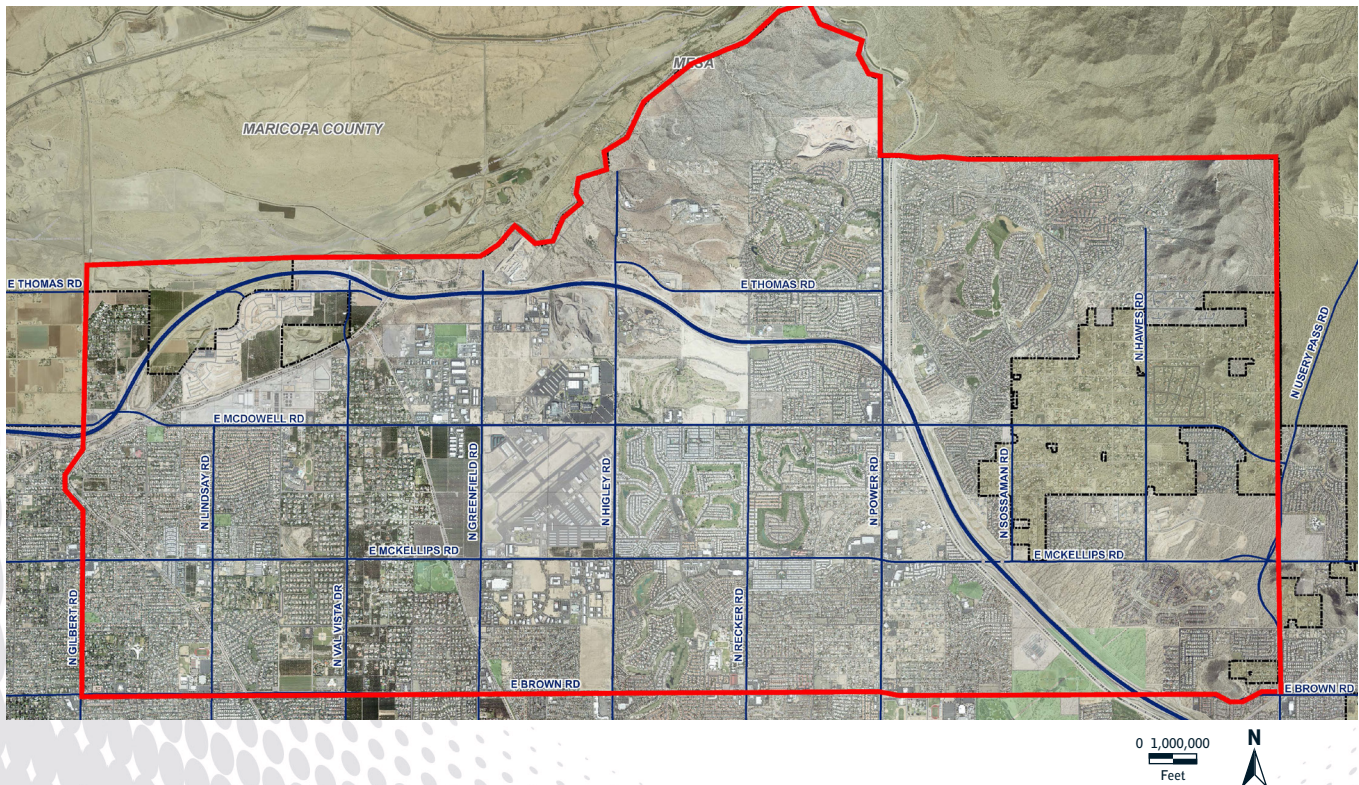 MESA
MARICOPA COUNTY
E THOMAS RD
E THOMAS RD
N HAWES RD
N USERY PASS RD
E MCDOWELL RD
N LINDSAY RD
N GREENFIELD RD
N HIGLEY RD
N POWER RD
N SOSSAMAN RD
E MCKELLIPS RD
E MCKELLIPS RD
N GILBERT RD
N VAL VISTA DR
N RECKER RD
E BROWN RD
E BROWN RD
0 1,000,000
Feet
N